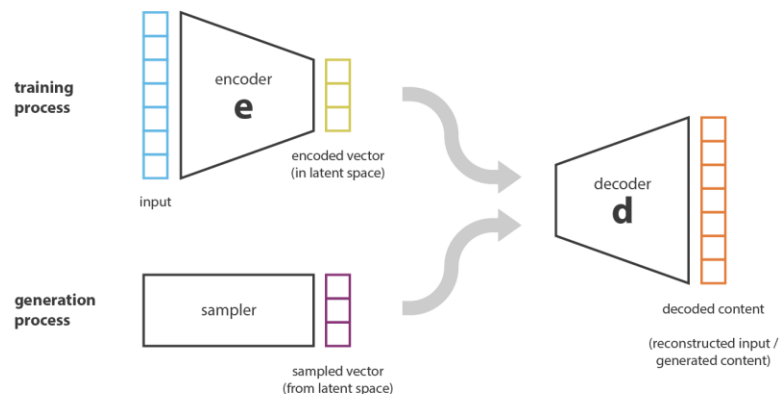 training
process
encoder
e
input
encoded vector
(in latent space)
generation
process
sampler
sampled vector
(from latent space)
decoder
d
decoded content
(reconstructed input /
generated content)